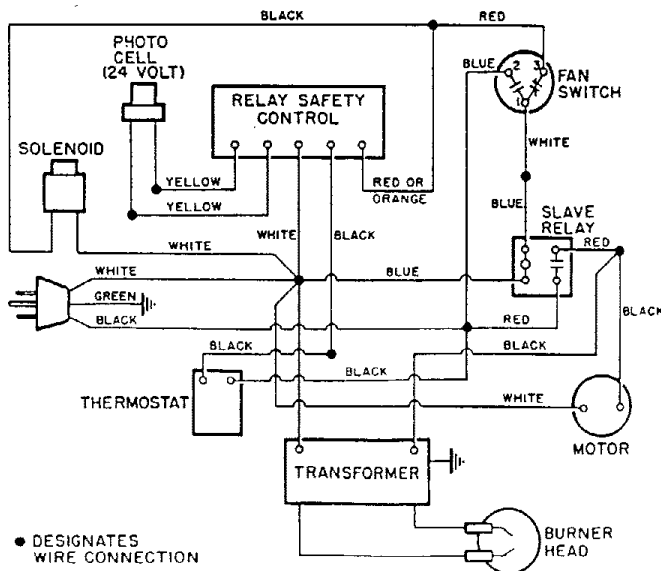 BLACK
RED
PHOTO
CELL
(24 VOLT)
BLUE
2
3
1
FAN
SWITCH
RELAY SAFETY
CONTROL
SOLENOID
WHITE
YELLOW
YELLOW
RED OR
ORANGE
WHITE
BLACK
BLUE
SLAVE
RELAY
RED
WHITE
WHITE
BLUE
GREEN
BLACK
RED
BLACK
BLACK
BLACK
BLACK
THERMOSTAT
WHITE
MOTOR
TRANSFORMER
BURNER
HEAD
● DESIGNATES
WIRE CONNECTION